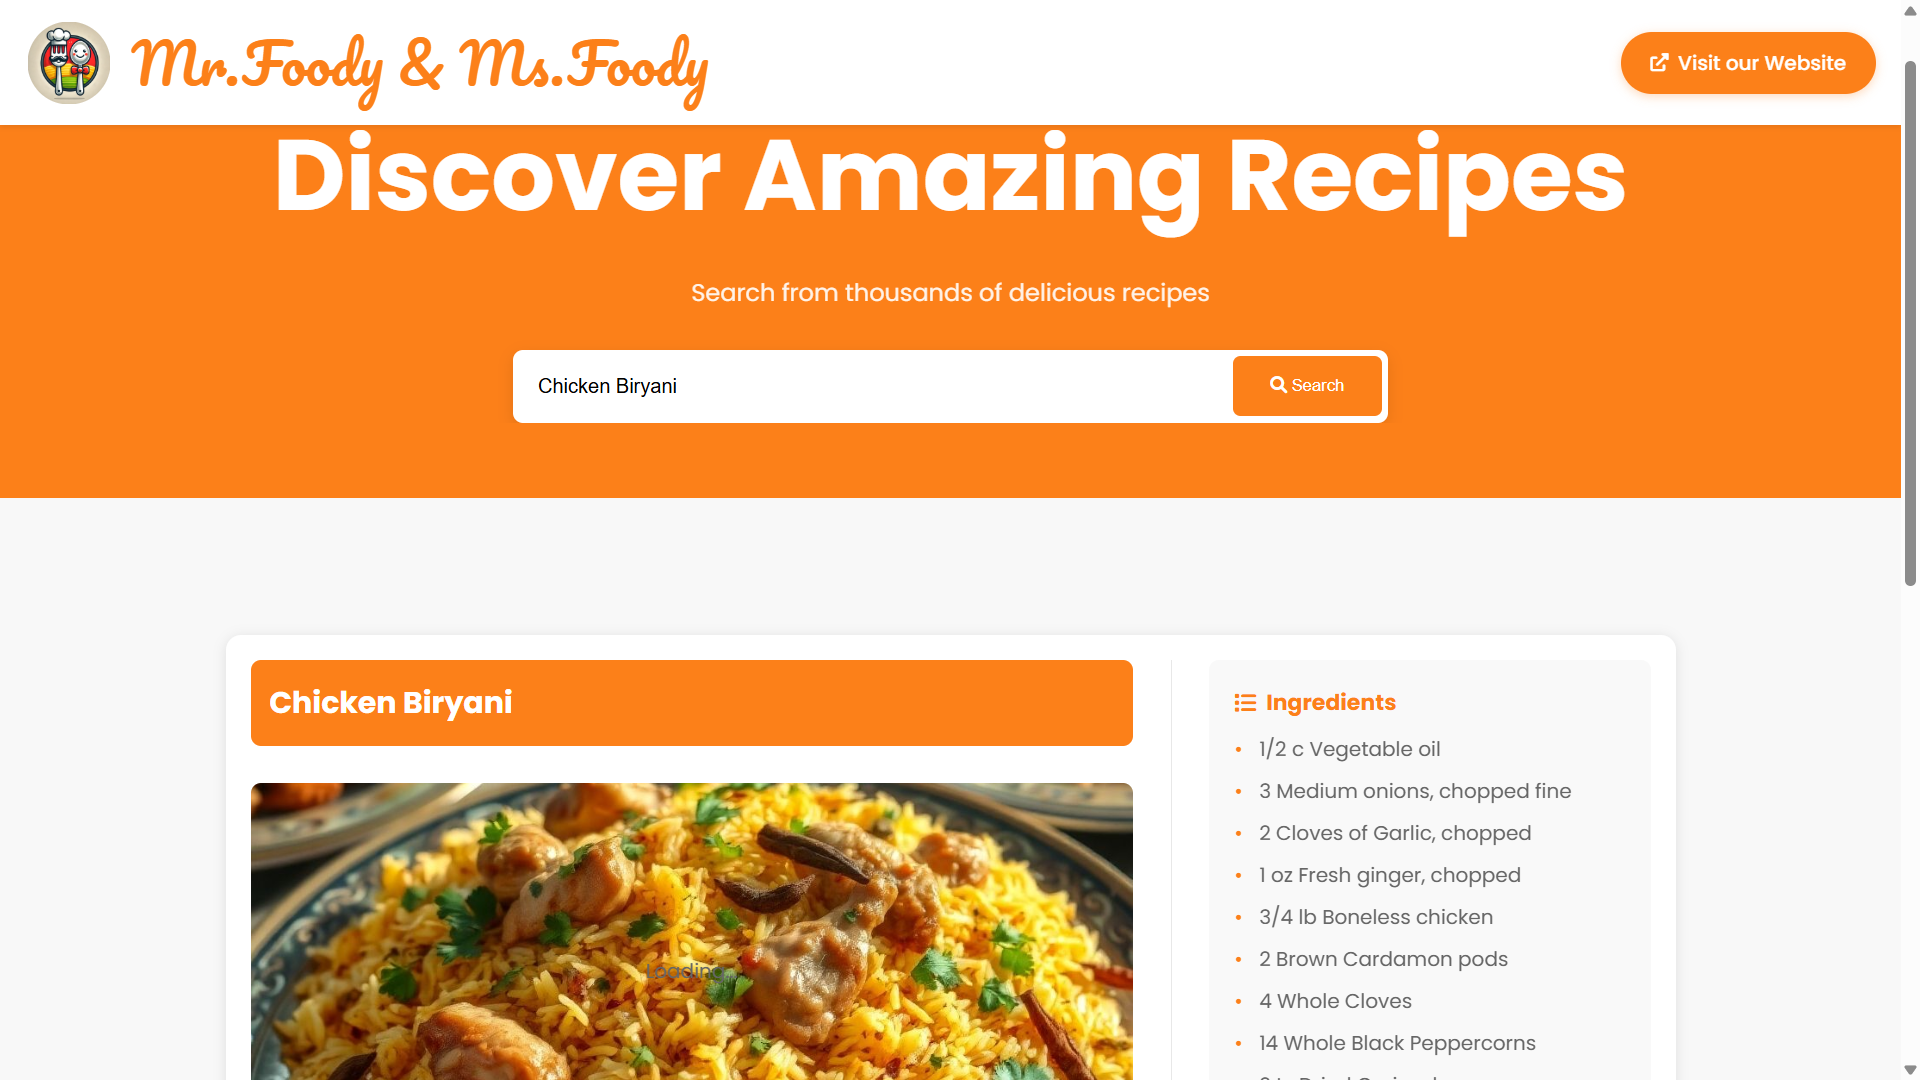 Mr.Foody & Ms.Foody
Visit our Website
Discover Amazing Recipes
Search from thousands of delicious recipes
Chicken Biryani
Search
Chicken Biryani
Loading...
Ingredients
1/2 c Vegetable oil
3 Medium onions, chopped fine
2 Cloves of Garlic, chopped
1 oz Fresh ginger, chopped
3/4 lb Boneless chicken
2 Brown Cardamon pods
4 Whole Cloves
14 Whole Black Peppercorns